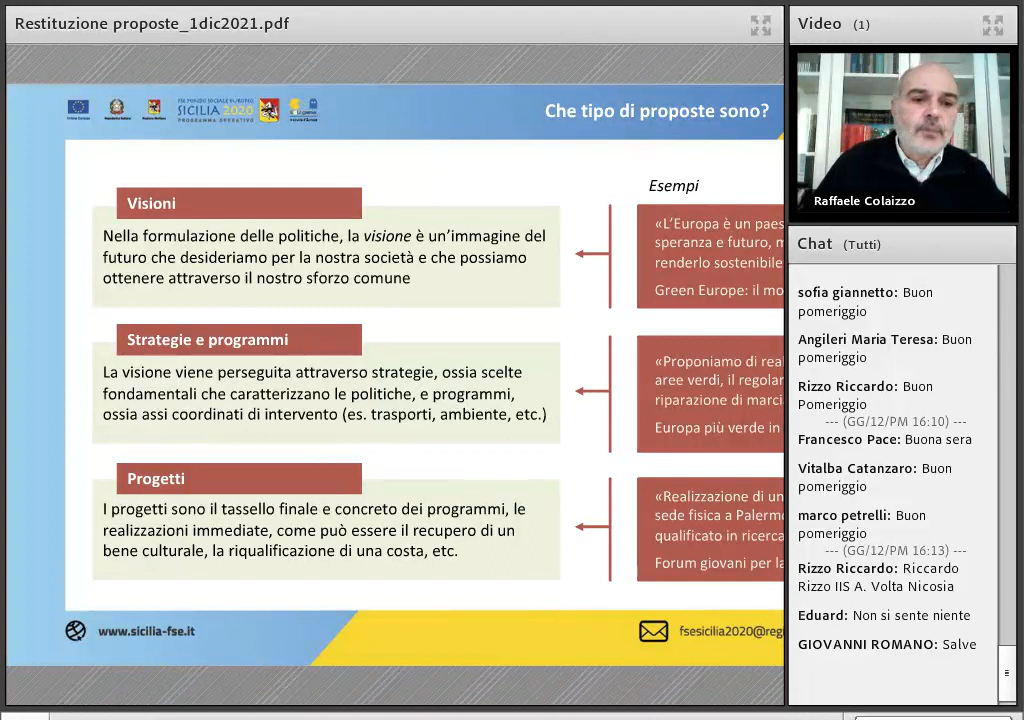 Restituzione proposte_1dic2021.pdf
SICILIA 2020
PROGRAMMA OPERATIVO
Che tipo di proposte sono?
Esempi
Visioni
Nella formulazione delle politiche, la visione è un'immagine del
futuro che desideriamo per la nostra società e che possiamo
ottenere attraverso il nostro sforzo comune
«L'Europa è un paes
speranza e futuro, m
renderlo sostenibile
Green Europe: il mo
Strategie e programmi
La visione viene perseguita attraverso strategie, ossia scelte
fondamentali che caratterizzano le politiche, e programmi,
ossia assi coordinati di intervento (es. trasporti, ambiente, etc.)
«Proponiamo di real
aree verdi, il regolar
riparazione di marci
Europa più verde in
Progetti
I progetti sono il tassello finale e concreto dei programmi, le
realizzazioni immediate, come può essere il recupero di un
bene culturale, la riqualificazione di una costa, etc.
«Realizzazione di un
sede fisica a Palermo
qualificato in ricerca
Forum giovani per la
www.sicilia-fse.it
fsesicilia2020@reg
Video (1)
Raffaele Colaizzo
Chat (Tutti)
sofia giannetto: Buon
pomeriggio
Angileri Maria Teresa: Buon
pomeriggio
Rizzo Riccardo: Buon
Pomeriggio
--- (GG/12/PM 16:10) ---
Francesco Pace: Buona sera
Vitalba Catanzaro: Buon
pomeriggio
marco petrelli: Buon
pomeriggio
--- (GG/12/PM 16:13) ---
Rizzo Riccardo: Riccardo
Rizzo IIS A. Volta Nicosia
Eduard: Non si sente niente
GIOVANNI ROMANO: Salve